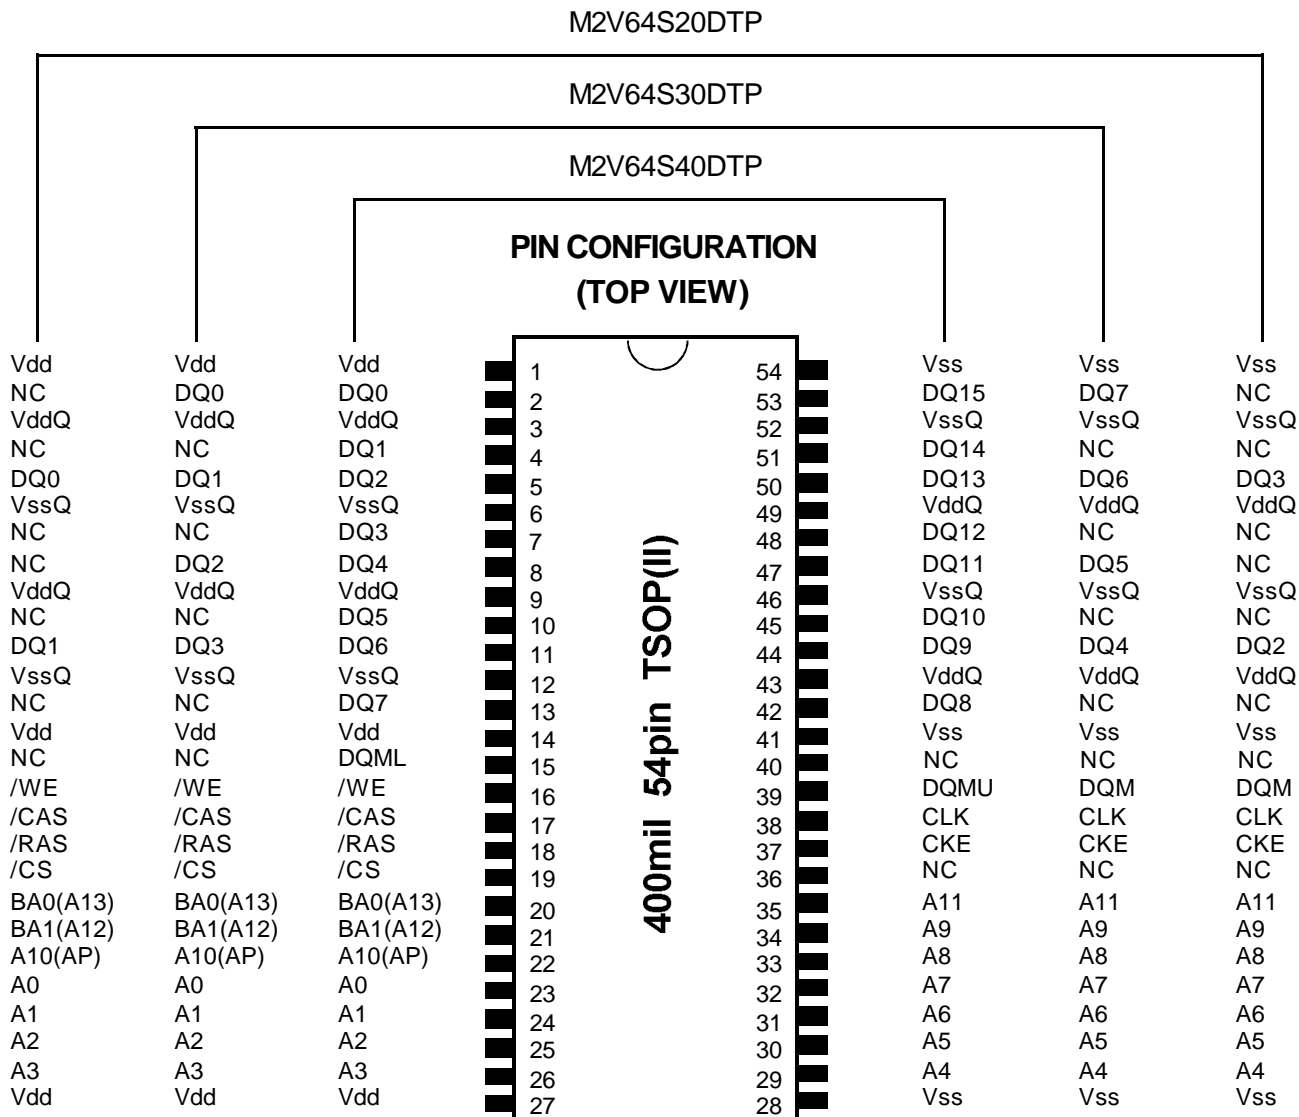 M2V64S20DTP
M2V64S30DTP
M2V64S40DTP
PIN CONFIGURATION
(TOP VIEW)
Vdd Vdd Vdd 1 54 Vss Vss Vss
NC DQ0 DQ0 2 53 DQ15 DQ7 NC
VddQ VddQ VddQ 3 52 VssQ VssQ VssQ
NC NC DQ1 4 51 DQ14 NC NC
DQ0 DQ1 DQ2 5 50 DQ13 DQ6 DQ3
VssQ VssQ VssQ 6 49 VddQ VddQ VddQ
NC NC DQ3 7 48 DQ12 NC NC
NC DQ2 DQ4 8 47 DQ11 DQ5 NC
VddQ VddQ VddQ 9 46 VssQ VssQ VssQ
NC NC DQ5 10 45 DQ10 NC NC
DQ1 DQ3 DQ6 11 44 DQ9 DQ4 DQ2
VssQ VssQ VssQ 12 43 VddQ VddQ VddQ
NC NC DQ7 13 42 DQ8 NC NC
Vdd Vdd Vdd 14 41 Vss Vss Vss
NC NC DQML 15 40 NC NC NC
/WE /WE /WE 16 39 DQMU DQM DQM
/CAS /CAS /CAS 17 38 CLK CLK CLK
/RAS /RAS /RAS 18 37 CKE CKE CKE
/CS /CS /CS 19 36 NC NC NC
BA0(A13) BA0(A13) BA0(A13) 20 35 A11 A11 A11
BA1(A12) BA1(A12) BA1(A12) 21 34 A9 A9 A9
A10(AP) A10(AP) A10(AP) 22 33 A8 A8 A8
A0 A0 A0 23 32 A7 A7 A7
A1 A1 A1 24 31 A6 A6 A6
A2 A2 A2 25 30 A5 A5 A5
A3 A3 A3 26 29 A4 A4 A4
Vdd Vdd Vdd 27 28 Vss Vss Vss
400mil 54pin TSOP(II)